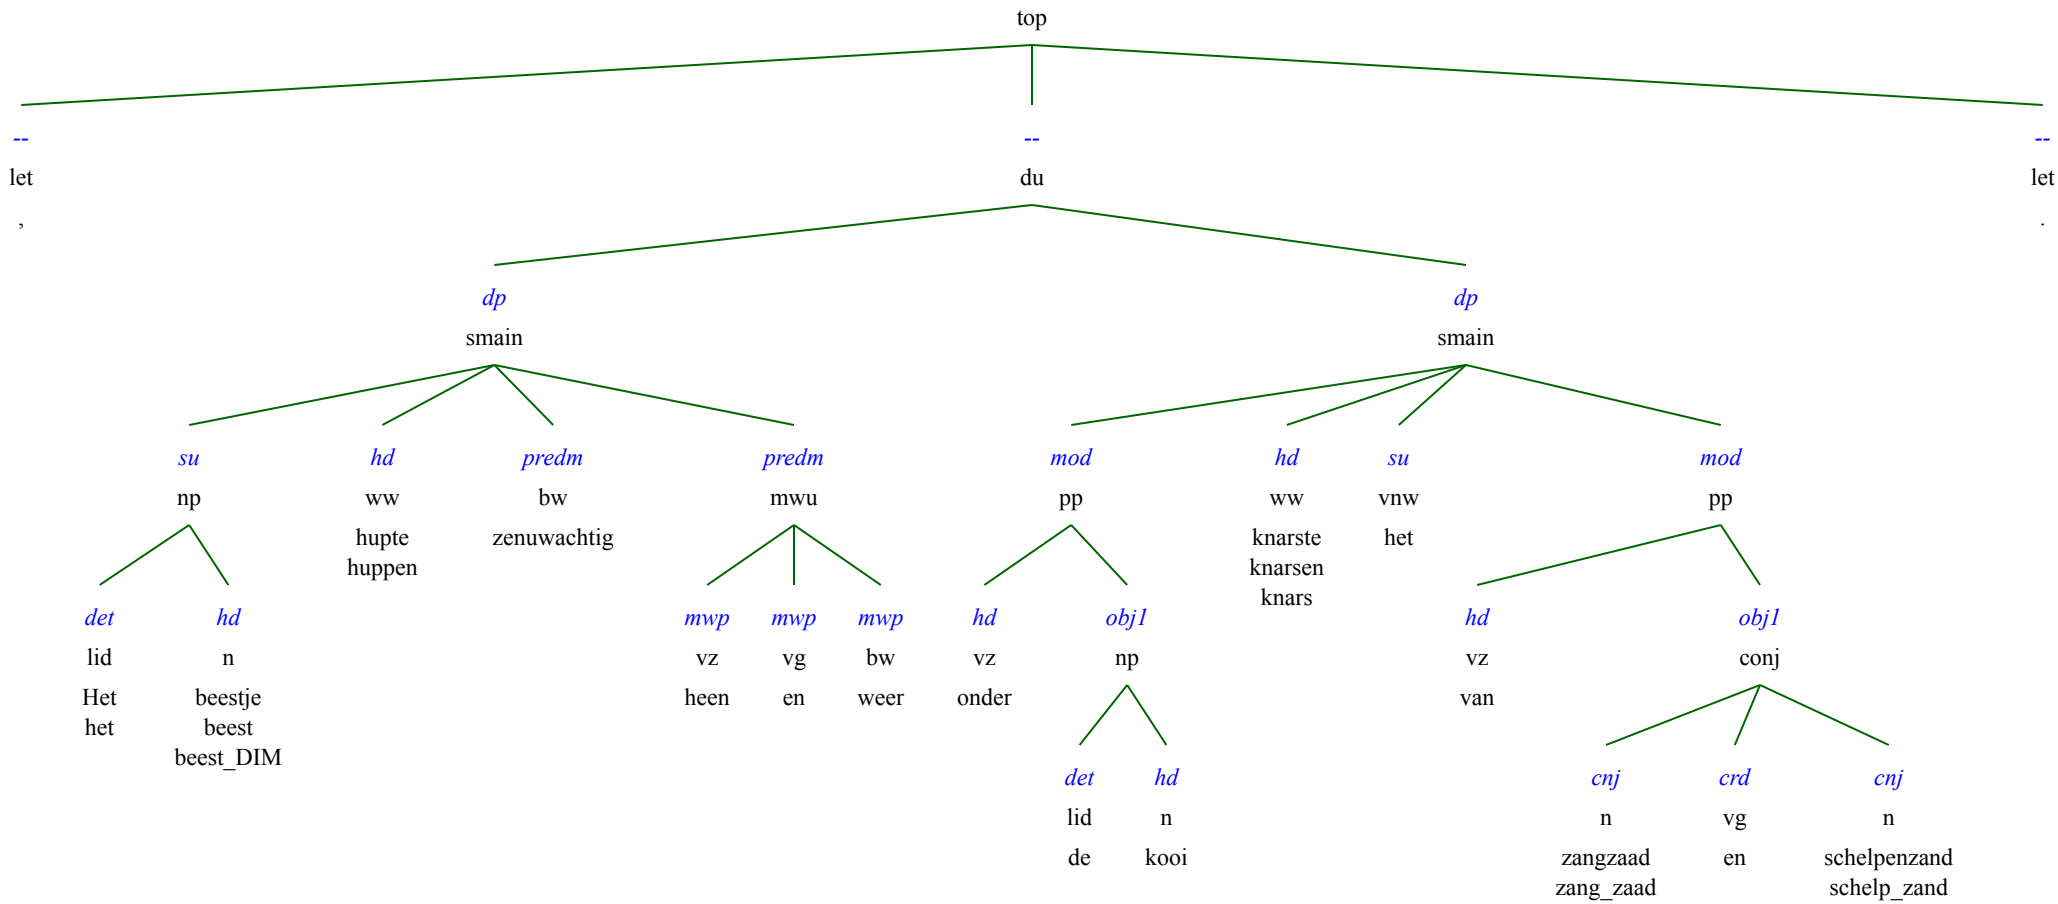 top
-- -- --
let du let
, .
dp dp
smain smain
su hd predm predm mod hd su mod
np ww bw mwu pp ww vnw pp
hupte zenuwachtig knarste het
huppen knarsen
knars
det hd mwp mwp mwp hd obj1 hd obj1
lid n vz vg bw vz np vz conj
Het beestje heen en weer onder van
het beest
beest_DIM
det hd cnj crd cnj
lid n n vg n
de kooi zangzaad en schelpenzand
zang_zaad schelp_zand